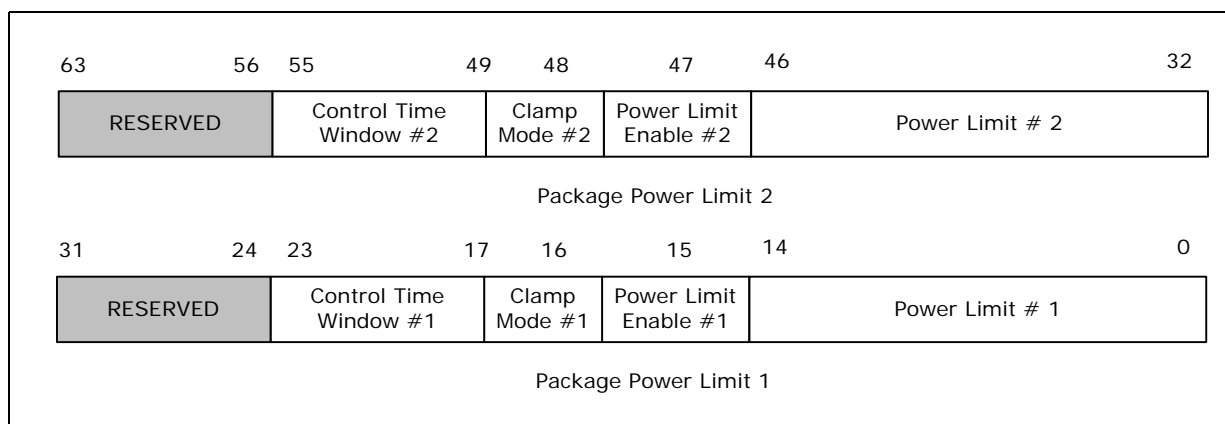 63 56 55 49 48 47 46 32
RESERVED
Control Time
Window #2
Clamp
Mode #2
Power Limit
Enable #2
Power Limit # 2
Package Power Limit 2
31 24 23 17 16 15 14 0
RESERVED
Control Time
Window #1
Clamp
Mode #1
Power Limit
Enable #1
Power Limit # 1
Package Power Limit 1